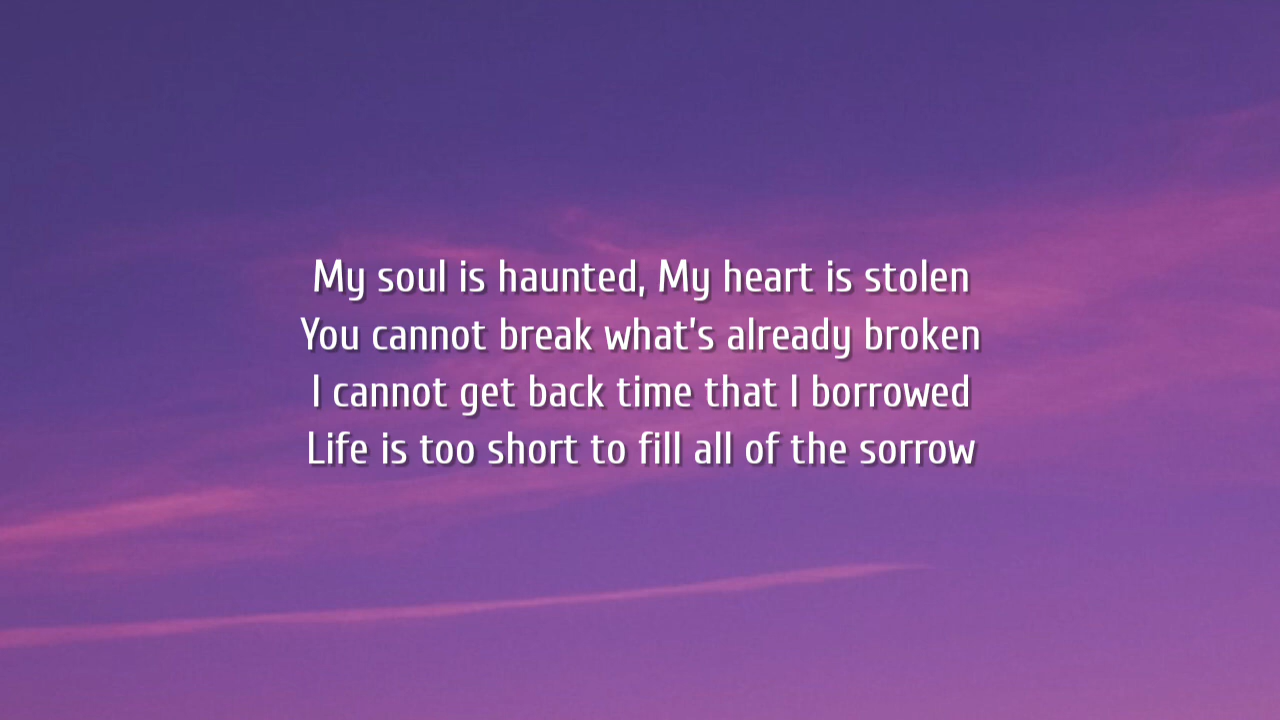 My soul is haunted, My heart is stolen
You cannot break what's already broken
I cannot get back time that I borrowed
Life is too short to fill all of the sorrow